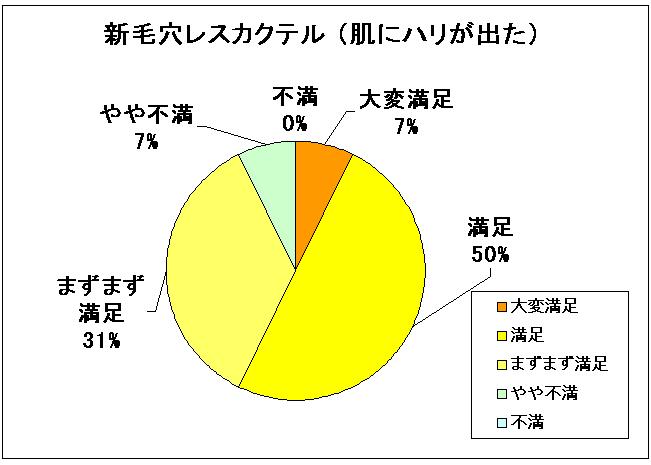 新毛穴レスカクテル（肌にハリが出た）
不満
0%
大変満足
7%
やや不満
7%
満足
50%
まずまず
満足
31%
大変満足
満足
まずまず満足
やや不満
不満